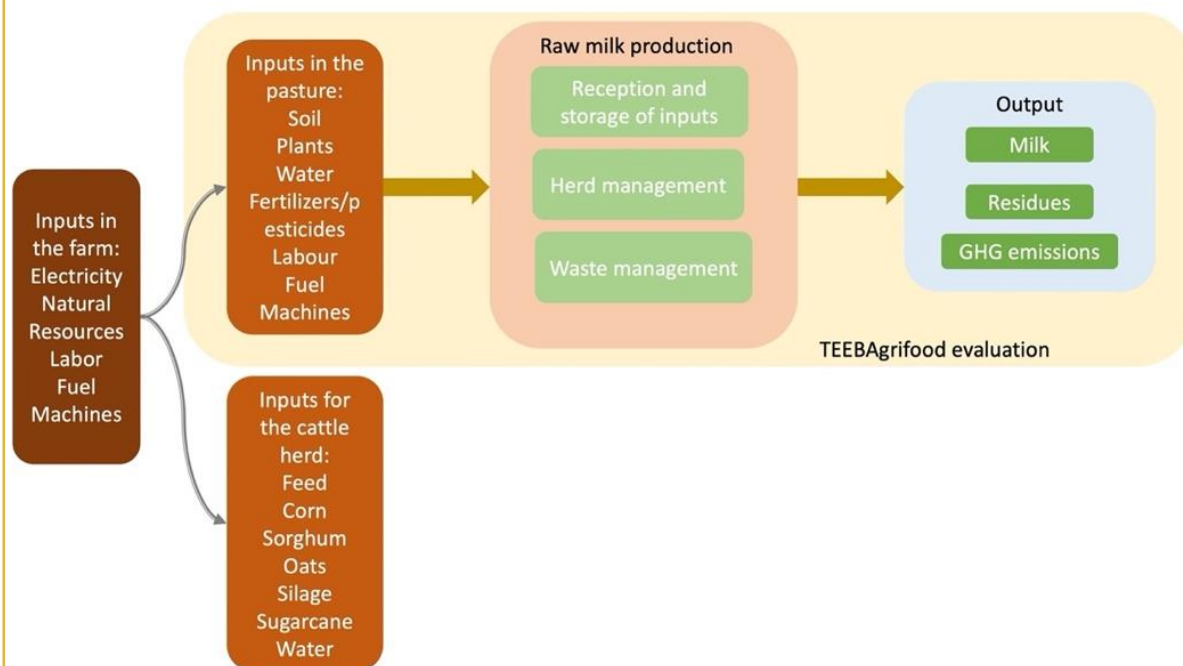 Inputs in
the farm:
Electricity
Natural
Resources
Labor
Fuel
Machines
Inputs in the
pasture:
Soil
Plants
Water
Fertilizers/p
esticides
Labour
Fuel
Machines
Inputs for
the cattle
herd:
Feed
Corn
Sorghum
Oats
Silage
Sugarcane
Water
Raw milk production
Reception and
storage of inputs
Herd management
Waste management
Output
Milk
Residues
GHG emissions
TEEBAgrifood evaluation